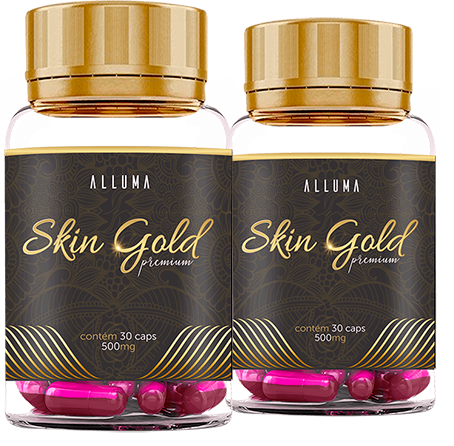 ALLUMA
Skin Gold
premium
contém 30 caps
500mg
ALLUMA
Skin Gold
premium
contém 30 caps
500mg